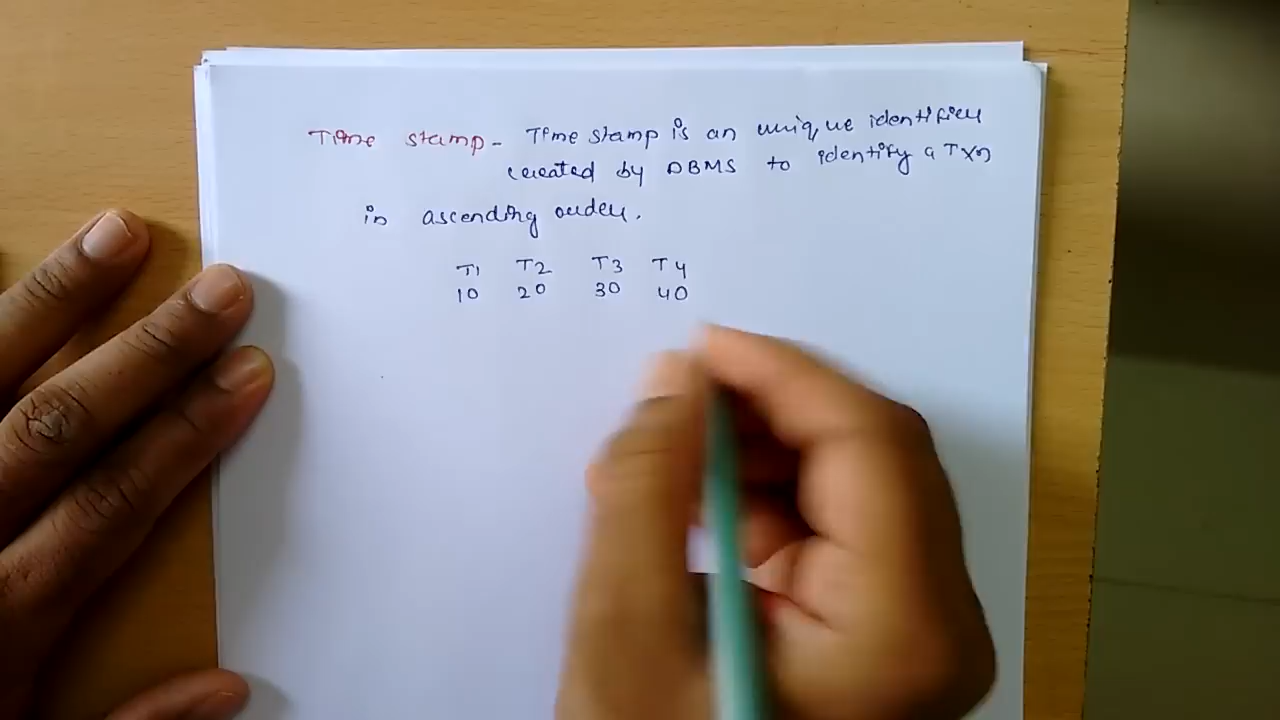 Time stamp - Time stamp is an unique identifier
created by DBMS to identify a Txn
in ascending order.
T1 T2 T3 T4
10 20 30 40